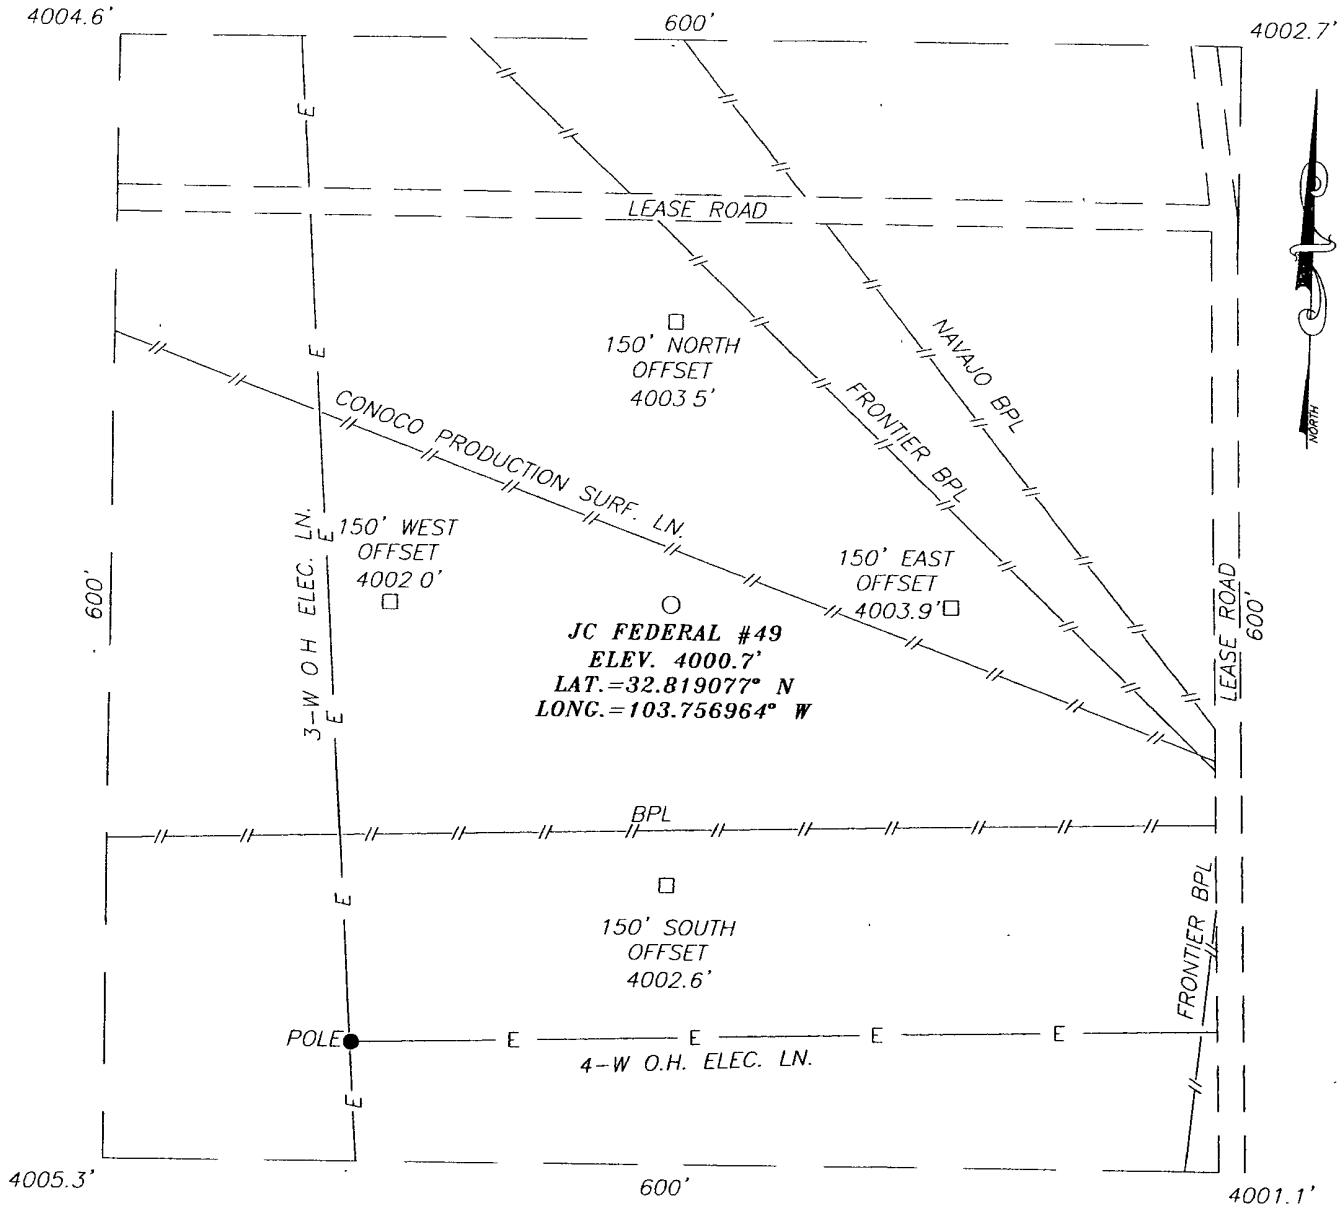 4004.6'
600'
4002.7'
E
LEASE ROAD
NORTH
150' NORTH
OFFSET
4003 5'
E
NAVAJO BPL
FRONTIER BPL
CONOCO PRODUCTION SURF. LN.
150' WEST
OFFSET
4002 0'
E
3-W O H ELEC. LN.
E
150' EAST
OFFSET
4003.9'
600'
LEASE ROAD
600'
JC FEDERAL #49
ELEV. 4000.7'
LAT.=32.819077° N
LONG.=103.756964° W
BPL
E
150' SOUTH
OFFSET
4002.6'
FRONTIER BPL
POLE
E
E
E
E
4-W O.H. ELEC. LN.
E
4005.3'
600'
4001.1'